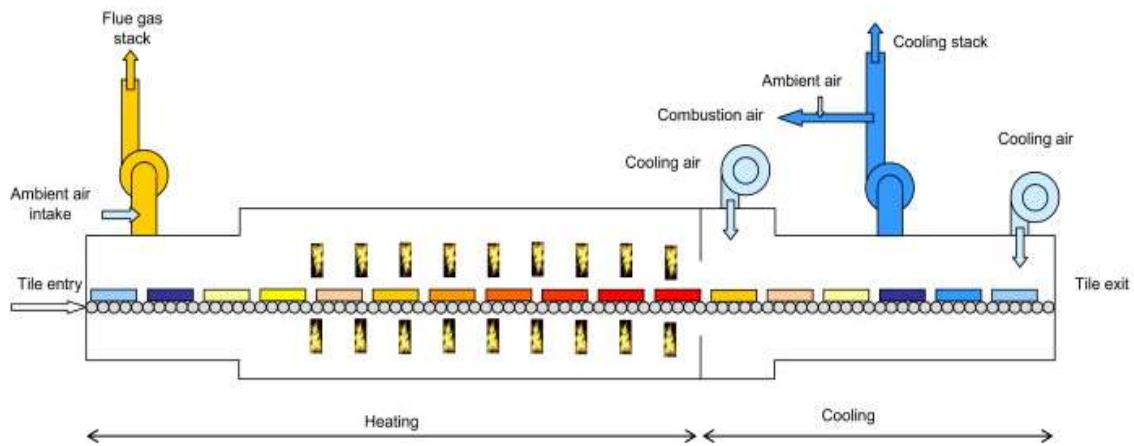 Flue gas
stack
Cooling stack
Ambient air
Combustion air
Cooling air
Cooling air
Ambient air
intake
Tile entry
Tile exit
Heating
Cooling